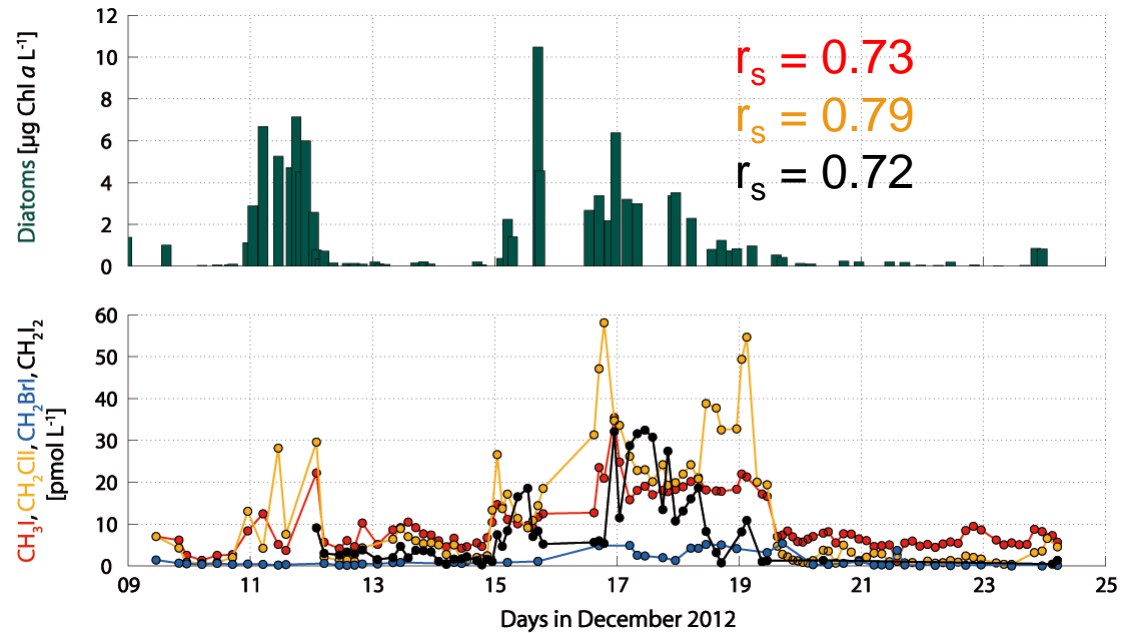 12
10
8
6
4
2
0
Diatoms [µg Chl a L⁻¹]
rₛ = 0.73
rₛ = 0.79
rₛ = 0.72
60
50
40
30
20
10
0
CH₃I, CH₂ClI, CH₂BrI, CH₂I₂
[pmol L⁻¹]
09 11 13 15 17 19 21 23 25
Days in December 2012